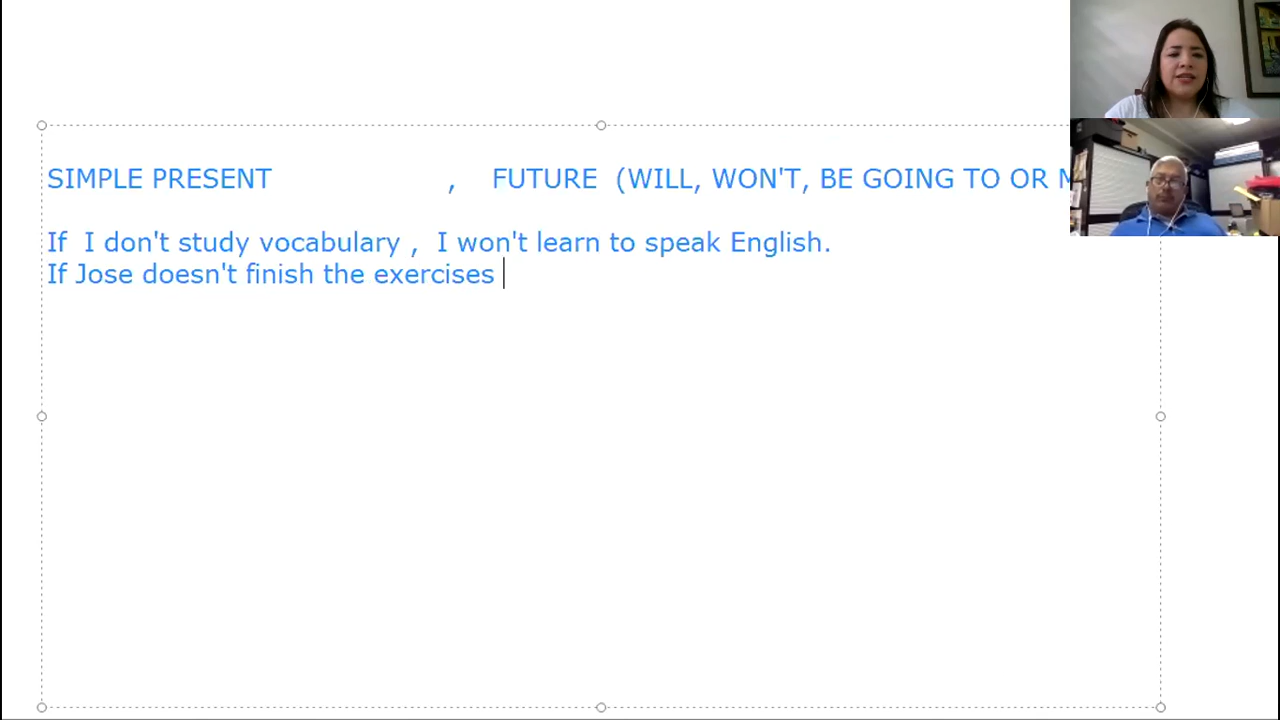 SIMPLE PRESENT , FUTURE (WILL, WON'T, BE GOING TO OR
If I don't study vocabulary , I won't learn to speak English.
If Jose doesn't finish the exercises